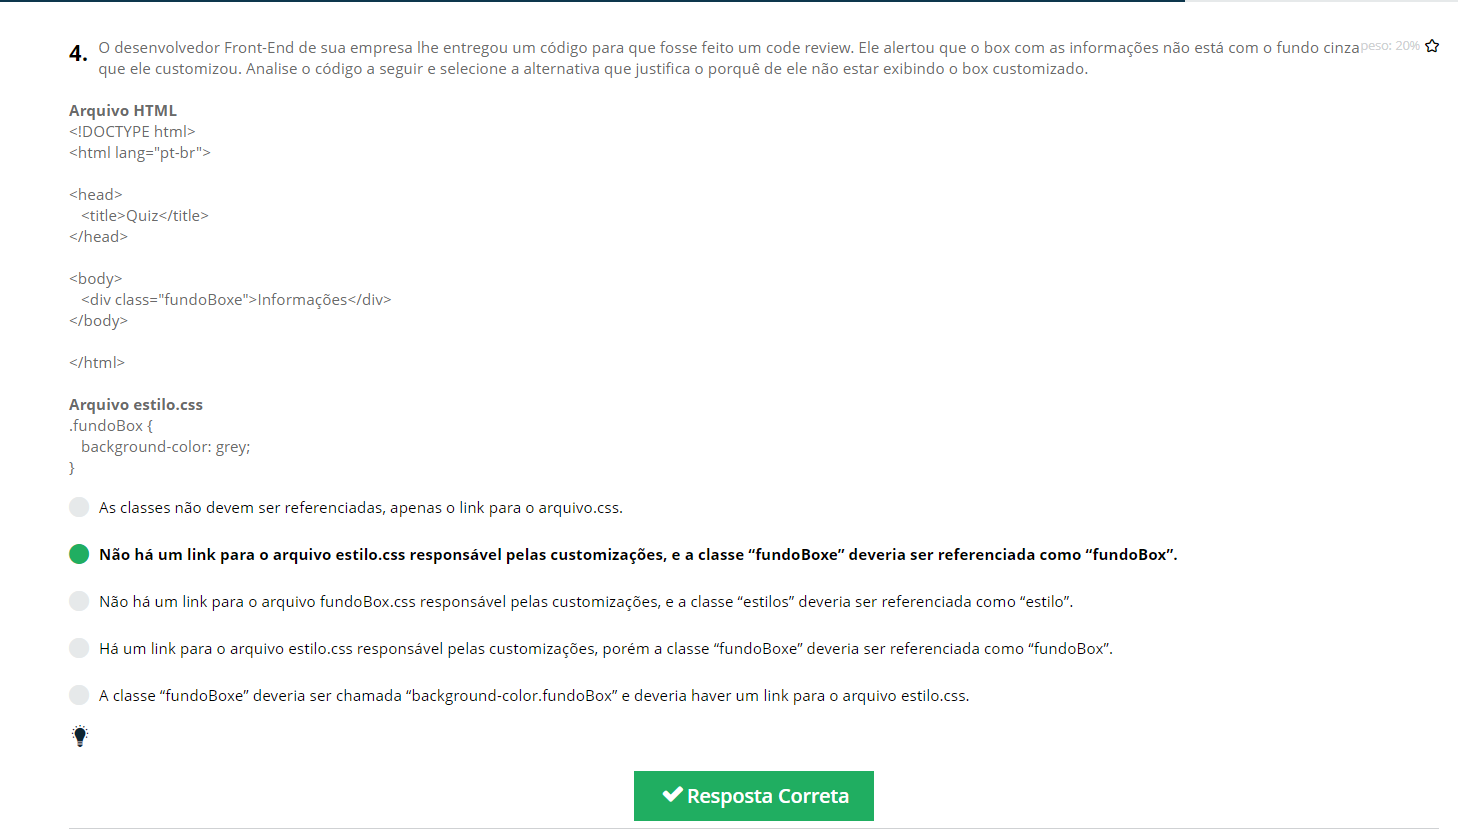 4. O desenvolvedor Front-End de sua empresa lhe entregou um código para que fosse feito um code review. Ele alertou que o box com as informações não está com o fundo cinza peso: 20%
que ele customizou. Analise o código a seguir e selecione a alternativa que justifica o porquê de ele não estar exibindo o box customizado.
Arquivo HTML
<!DOCTYPE html>
<html lang="pt-br">
<head>
<title>Quiz</title>
</head>
<body>
<div class="fundoBoxe">Informações</div>
</body>
</html>
Arquivo estilo.css
.fundoBox {
background-color: grey;
}
As classes não devem ser referenciadas, apenas o link para o arquivo.css.
Não há um link para o arquivo estilo.css responsável pelas customizações, e a classe “fundoBoxe” deveria ser referenciada como “fundoBox”.
Não há um link para o arquivo fundoBox.css responsável pelas customizações, e a classe “estilos” deveria ser referenciada como “estilo”.
Há um link para o arquivo estilo.css responsável pelas customizações, porém a classe “fundoBoxe” deveria ser referenciada como “fundoBox”.
A classe “fundoBoxe” deveria ser chamada “background-color.fundoBox” e deveria haver um link para o arquivo estilo.css.
Resposta Correta